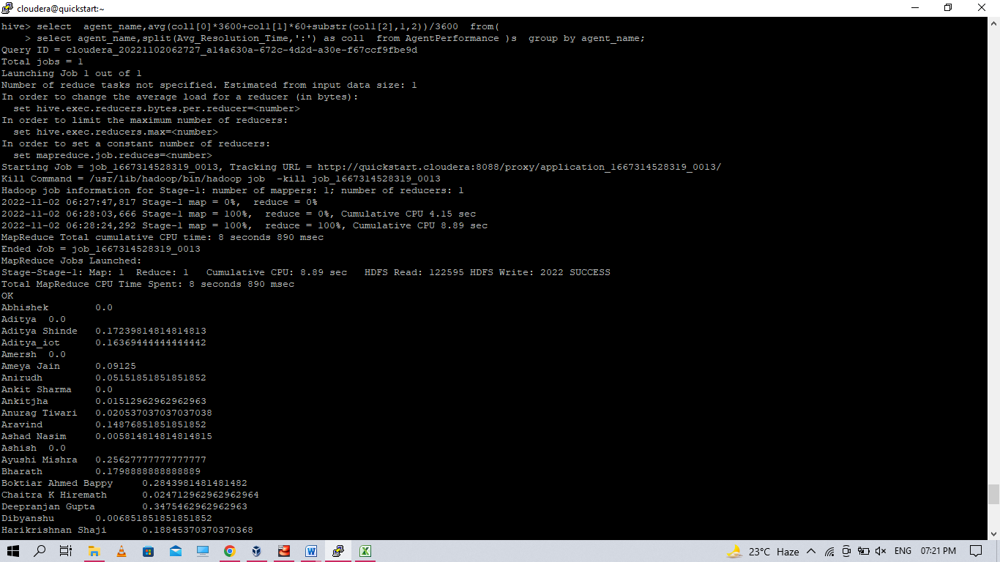 cloudera@quickstart:~
hive> select  agent_name,avg(col1[0]*3600+col1[1]*60+substr(col1[2],1,2))/3600  from(
    > select agent_name,split(Avg_Resolution_Time,':') as col1  from AgentPerformance )s  group by agent_name;
Query ID = cloudera_20221102062727_a14a630a-672c-4d2d-a30e-f67ccf9fbe9d
Total jobs = 1
Launching Job 1 out of 1
Number of reduce tasks not specified. Estimated from input data size: 1
In order to change the average load for a reducer (in bytes):
  set hive.exec.reducers.bytes.per.reducer=<number>
In order to limit the maximum number of reducers:
  set hive.exec.reducers.max=<number>
In order to set a constant number of reducers:
  set mapreduce.job.reduces=<number>
Starting Job = job_1667314528319_0013, Tracking URL = http://quickstart.cloudera:8088/proxy/application_1667314528319_0013/
Kill Command = /usr/lib/hadoop/bin/hadoop job  -kill job_1667314528319_0013
Hadoop job information for Stage-1: number of mappers: 1; number of reducers: 1
2022-11-02 06:27:47,817 Stage-1 map = 0%,  reduce = 0%
2022-11-02 06:28:03,666 Stage-1 map = 100%,  reduce = 0%, Cumulative CPU 4.15 sec
2022-11-02 06:28:24,292 Stage-1 map = 100%,  reduce = 100%, Cumulative CPU 8.89 sec
MapReduce Total cumulative CPU time: 8 seconds 890 msec
Ended Job = job_1667314528319_0013
MapReduce Jobs Launched:
Stage-Stage-1: Map: 1  Reduce: 1   Cumulative CPU: 8.89 sec   HDFS Read: 122595 HDFS Write: 2022 SUCCESS
Total MapReduce CPU Time Spent: 8 seconds 890 msec
OK
Abhishek        0.0
Aditya  0.0
Aditya Shinde   0.17239814814814813
Aditya_iot      0.16369444444444442
Amersh  0.0
Ameya Jain      0.09125
Anirudh         0.05151851851851852
Ankit Sharma    0.0
Ankitjha        0.01512962962962963
Anurag Tiwari   0.020537037037037038
Aravind         0.14876851851851852
Ashad Nasim     0.005814814814814815
Ashish  0.0
Ayushi Mishra   0.25627777777777777
Bharath         0.1798888888888889
Boktiar Ahmed Bappy     0.2843981481481482
Chaitra K Hiremath      0.024712962962962964
Deepranjan Gupta        0.3475462962962963
Dibyanshu       0.006851851851851852
Harikrishnan Shaji      0.18845370370370368
23°C Haze ENG 07:21 PM